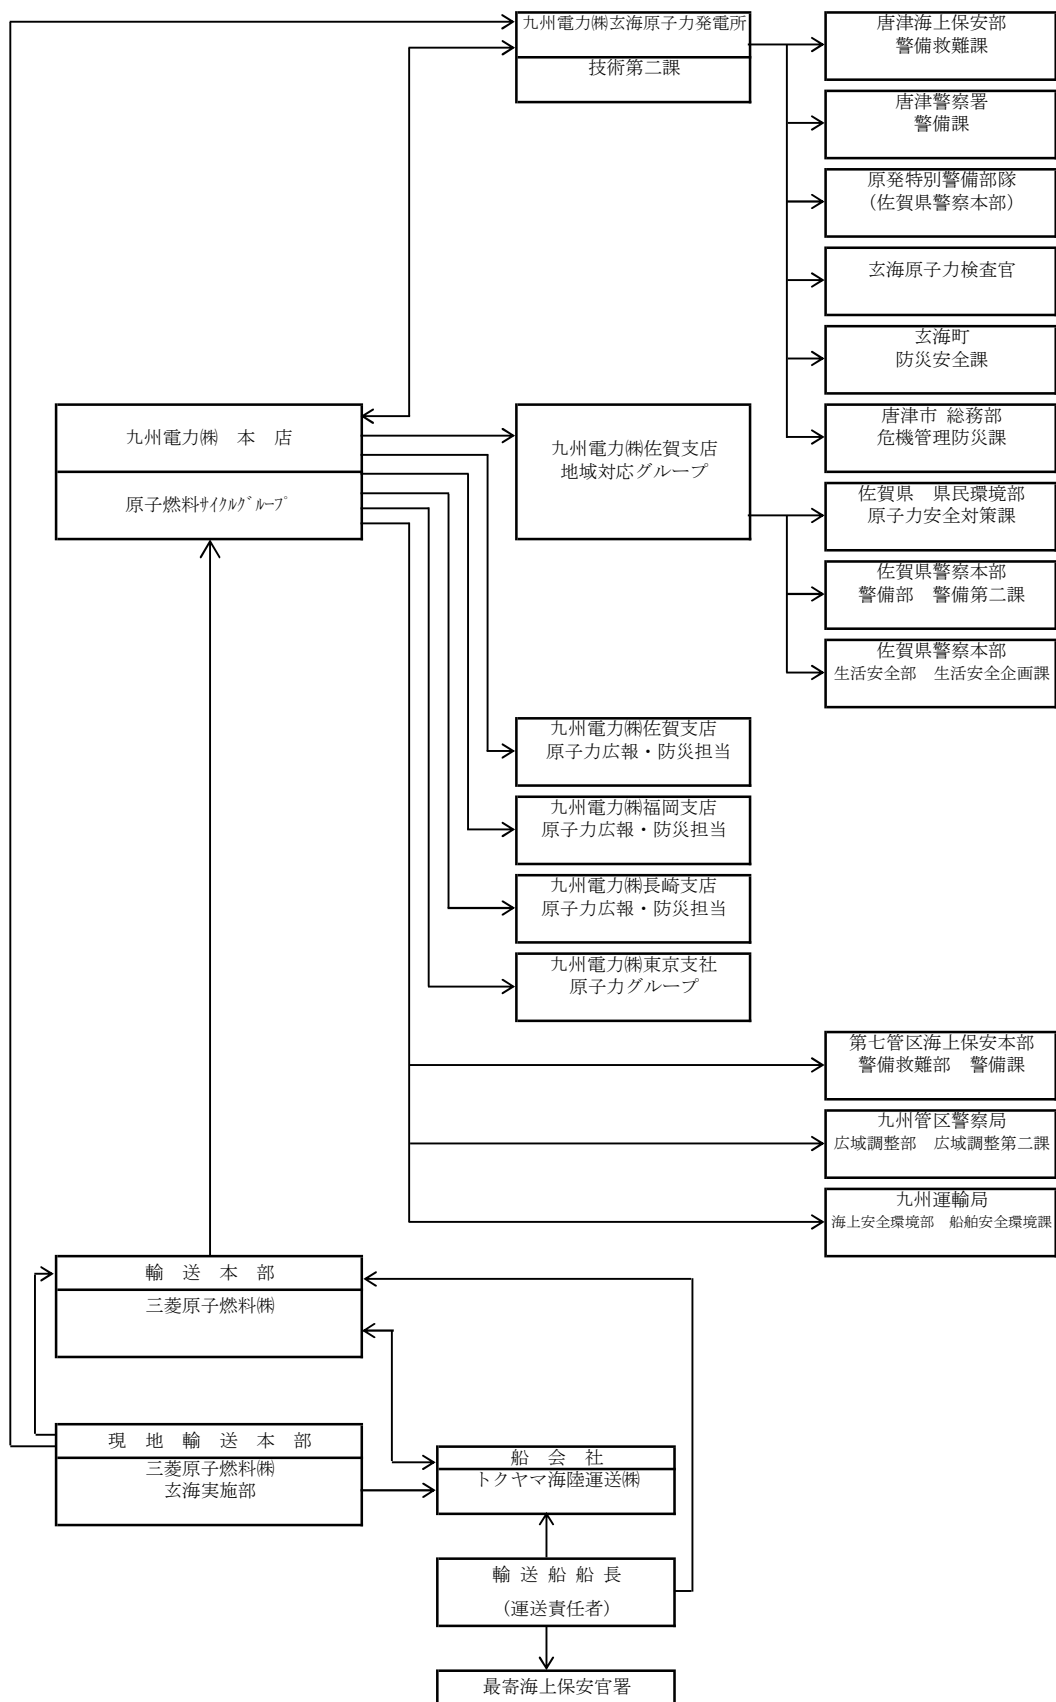 九州電力㈱玄海原子力発電所
技術第二課
唐津海上保安部
警備救難課
唐津警察署
警備課
原発特別警備部隊
(佐賀県警察本部)
玄海原子力検査官
玄海町
防災安全課
唐津市 総務部
危機管理防災課
九州電力㈱　本　店
原子燃料ｻｲｸﾙｸﾞﾙｰﾌﾟ
九州電力㈱佐賀支店
地域対応グループ
佐賀県　県民環境部
原子力安全対策課
佐賀県警察本部
警備部　警備第二課
佐賀県警察本部
生活安全部　生活安全企画課
九州電力㈱佐賀支店
原子力広報・防災担当
九州電力㈱福岡支店
原子力広報・防災担当
九州電力㈱長崎支店
原子力広報・防災担当
九州電力㈱東京支社
原子力グループ
第七管区海上保安本部
警備救難部　警備課
九州管区警察局
広域調整部　広域調整第二課
九州運輸局
海上安全環境部　船舶安全環境課
輸　送　本　部
三菱原子燃料㈱
現　地　輸　送　本　部
三菱原子燃料㈱
玄海実施部
船　会　社
トクヤマ海陸運送㈱
輸 送 船 船 長
(運送責任者)
最寄海上保安官署